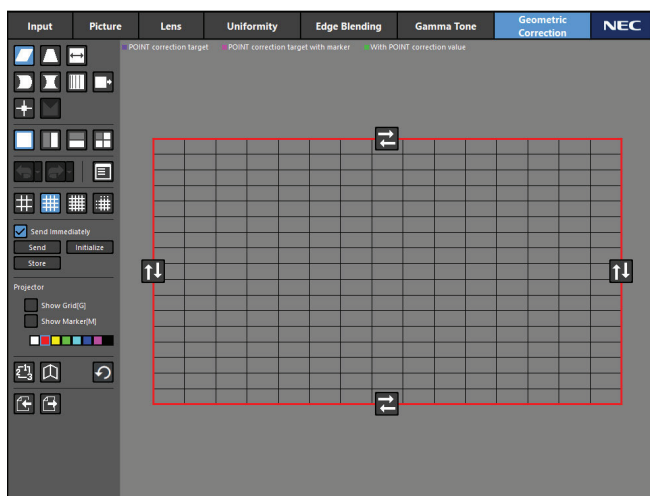 Input Picture Lens Uniformity Edge Blending Gamma Tone Geometric Correction NEC
POINT correction target POINT correction target with marker With POINT correction value
Send Immediately
Send Initialize
Store
Projector
Show Grid[G]
Show Marker[M]